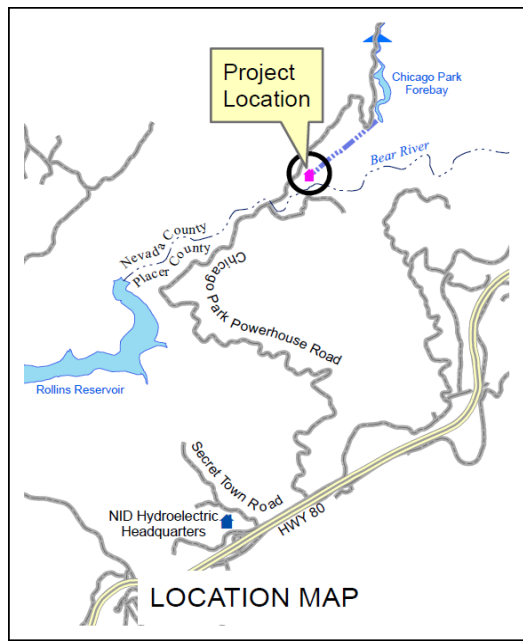 Project
Location
Chicago Park
Forebay
Bear River
Nevada County
Placer County
Chicago Park Powerhouse Road
Rollins Reservoir
Secret Town Road
NID Hydroelectric
Headquarters
HWY 80
LOCATION MAP